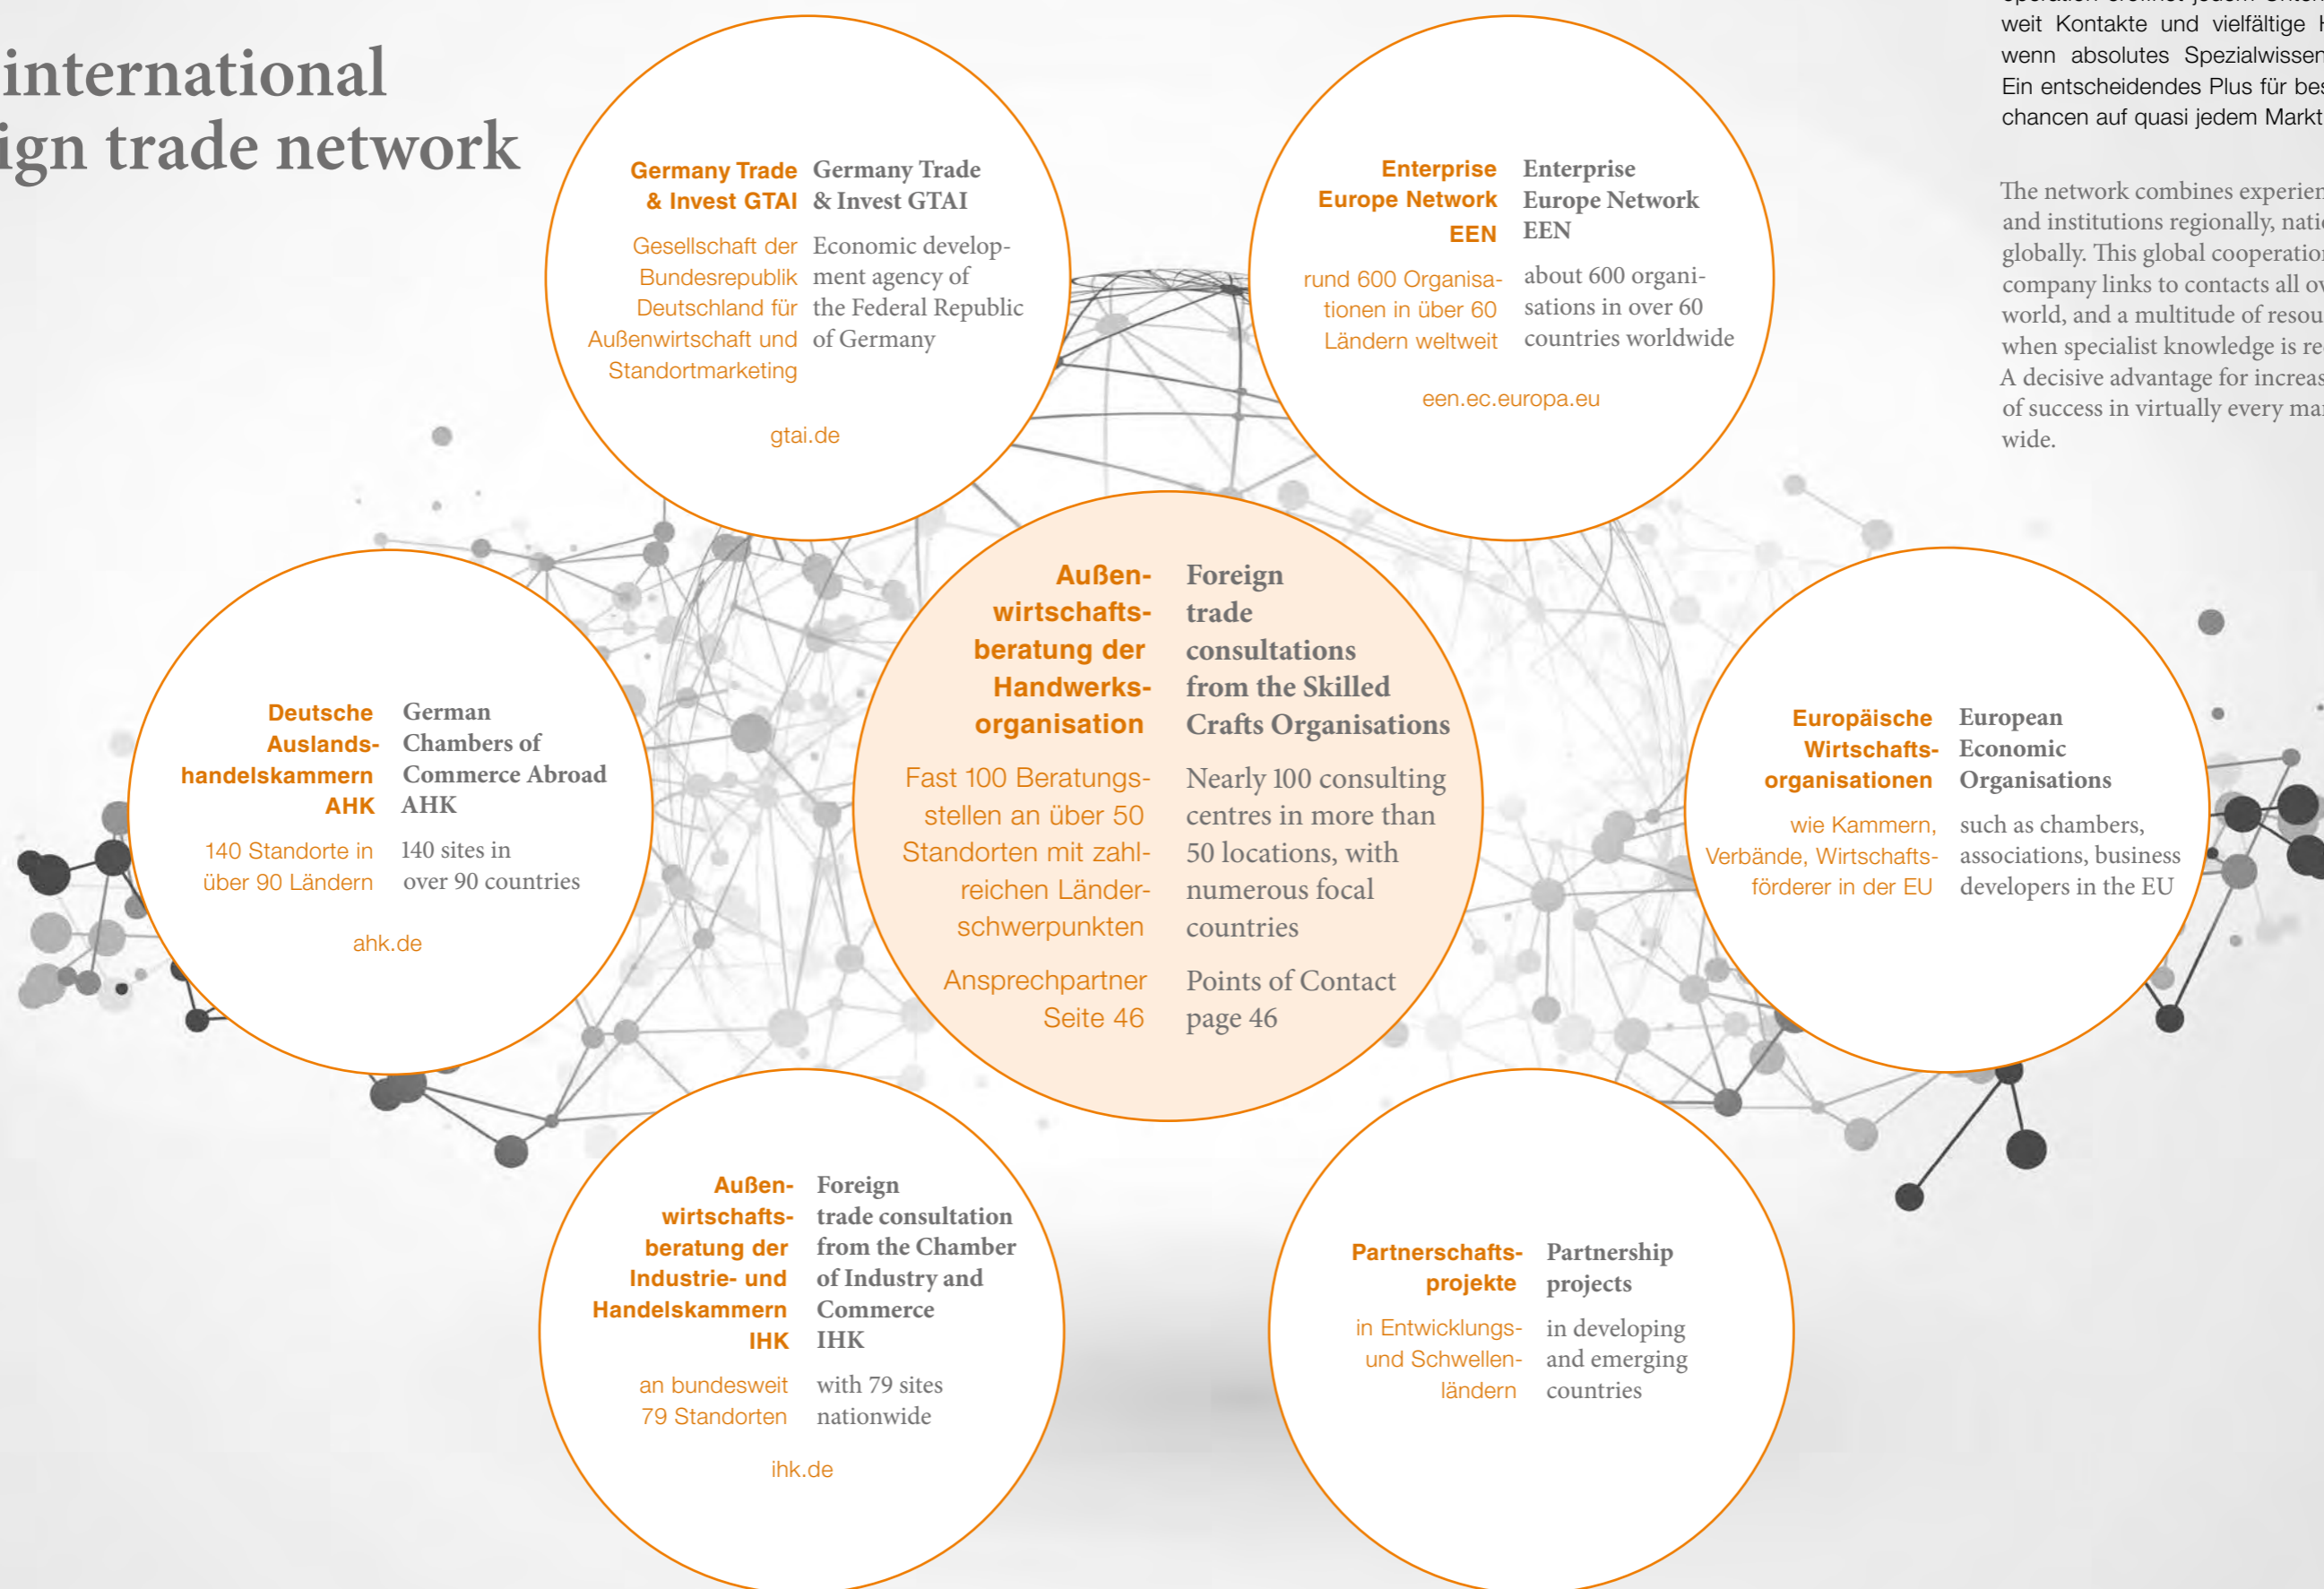 international
ign trade network
weit Kontakte und vielfältige
wenn absolutes Spezialwissen
Ein entscheidendes Plus für bes
chancen auf quasi jedem Markt
The network combines experien
and institutions regionally, natio
globally. This global cooperation
company links to contacts all ov
world, and a multitude of resou
when specialist knowledge is re
A decisive advantage for increas
of success in virtually every mar
wide.
Germany Trade
& Invest GTAI
Gesellschaft der
Bundesrepublik
Deutschland für
Außenwirtschaft und
Standortmarketing
Germany Trade
& Invest GTAI
Economic develop-
ment agency of
the Federal Republic
of Germany
gtai.de
Enterprise
Europe Network
EEN
rund 600 Organisa-
tionen in über 60
Ländern weltweit
Enterprise
Europe Network
EEN
about 600 organi-
sations in over 60
countries worldwide
een.ec.europa.eu
Deutsche
Auslands-
handelskammern
AHK
140 Standorte in
über 90 Ländern
German
Chambers of
Commerce Abroad
AHK
140 sites in
over 90 countries
ahk.de
Außen-
wirtschafts-
beratung der
Handwerks-
organisation
Fast 100 Beratungs-
stellen an über 50
Standorten mit zahl-
reichen Länder-
schwerpunkten
Ansprechpartner
Seite 46
Foreign
trade
consultations
from the Skilled
Crafts Organisations
Nearly 100 consulting
centres in more than
50 locations, with
numerous focal
countries
Points of Contact
page 46
Europäische
Wirtschafts-
organisationen
wie Kammern,
Verbände, Wirtschafts-
förderer in der EU
European
Economic
Organisations
such as chambers,
associations, business
developers in the EU
Außen-
wirtschafts-
beratung der
Industrie- und
Handelskammern
IHK
an bundesweit
79 Standorten
Foreign
trade consultation
from the Chamber
of Industry and
Commerce
IHK
with 79 sites
nationwide
ihk.de
Partnerschafts-
projekte
in Entwicklungs-
und Schwellen-
ländern
Partnership
projects
in developing
and emerging
countries